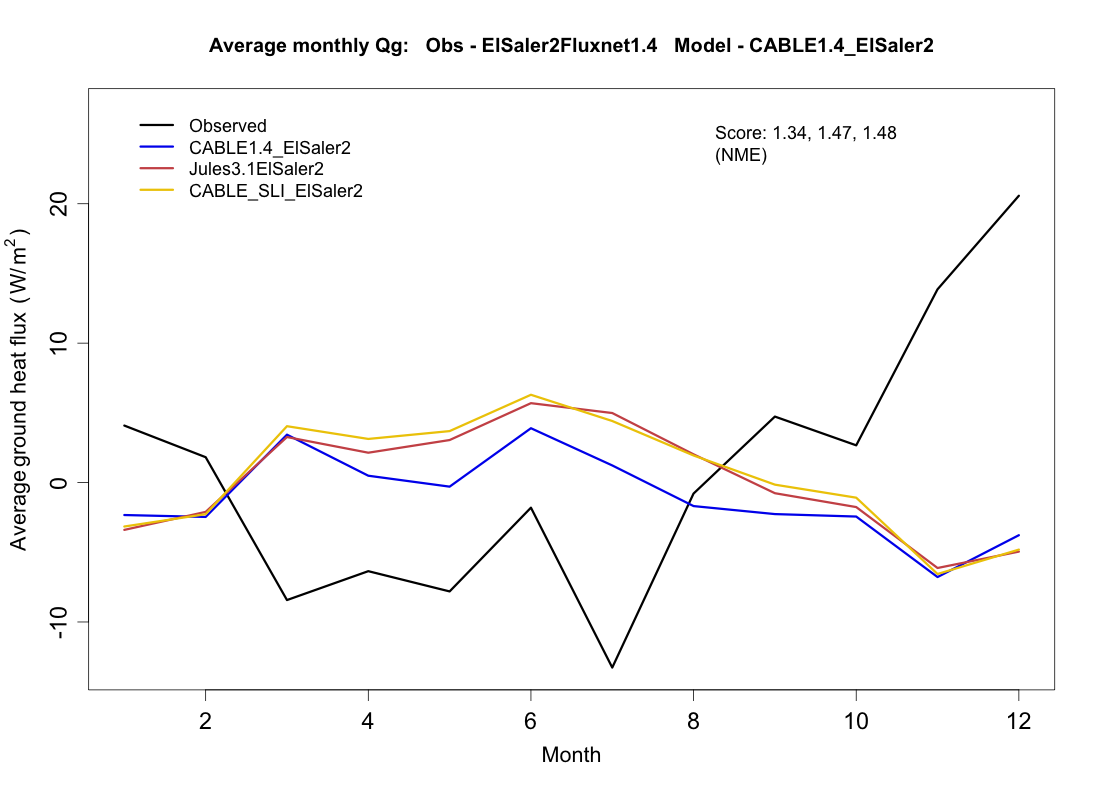 Average monthly Qg:   Obs - ElSaler2Fluxnet1.4   Model - CABLE1.4_ElSaler2
Observed
CABLE1.4_ElSaler2
Jules3.1ElSaler2
CABLE_SLI_ElSaler2
Score: 1.34, 1.47, 1.48
(NME)
Average ground heat flux (W/m²)
20
10
0
-10
2 4 6 8 10 12
Month